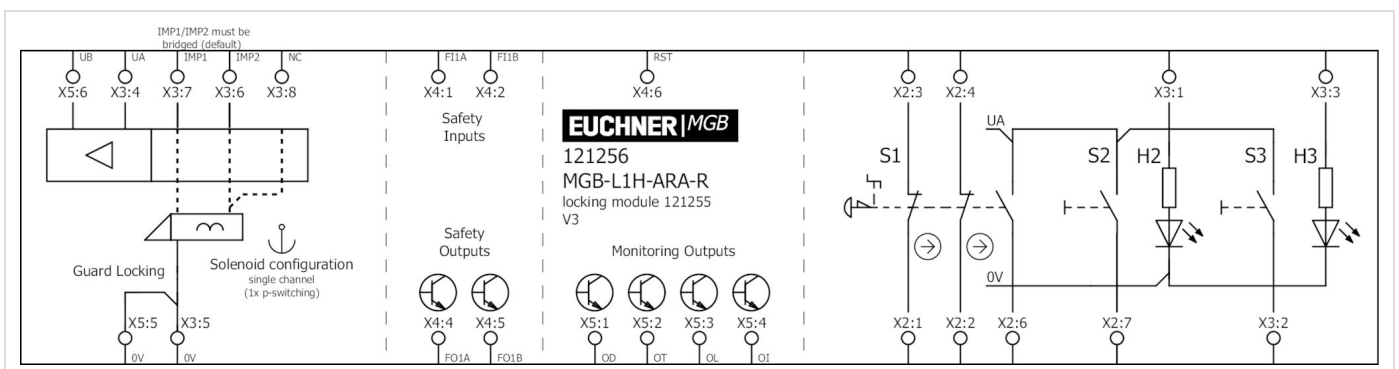 IMP1/IMP2 must be
bridged (default)
UB UA IMP1 IMP2 NC
X5:6 X3:4 X3:7 X3:6 X3:8
Guard Locking
Solenoid configuration
single channel
(1x p-switching)
X5:5 X3:5
0V 0V
FI1A FI1B
X4:1 X4:2
Safety
Inputs
Safety
Outputs
X4:4 X4:5
FO1A FO1B
RST
X4:6
EUCHNER|MGB
121256
MGB-L1H-ARA-R
locking module 121255
V3
Monitoring Outputs
X5:1 X5:2 X5:3 X5:4
OD OT OL OI
X2:3 X2:4 X3:1 X3:3
UA
S1 S2 H2 S3 H3
0V
X2:1 X2:2 X2:6 X2:7 X3:2